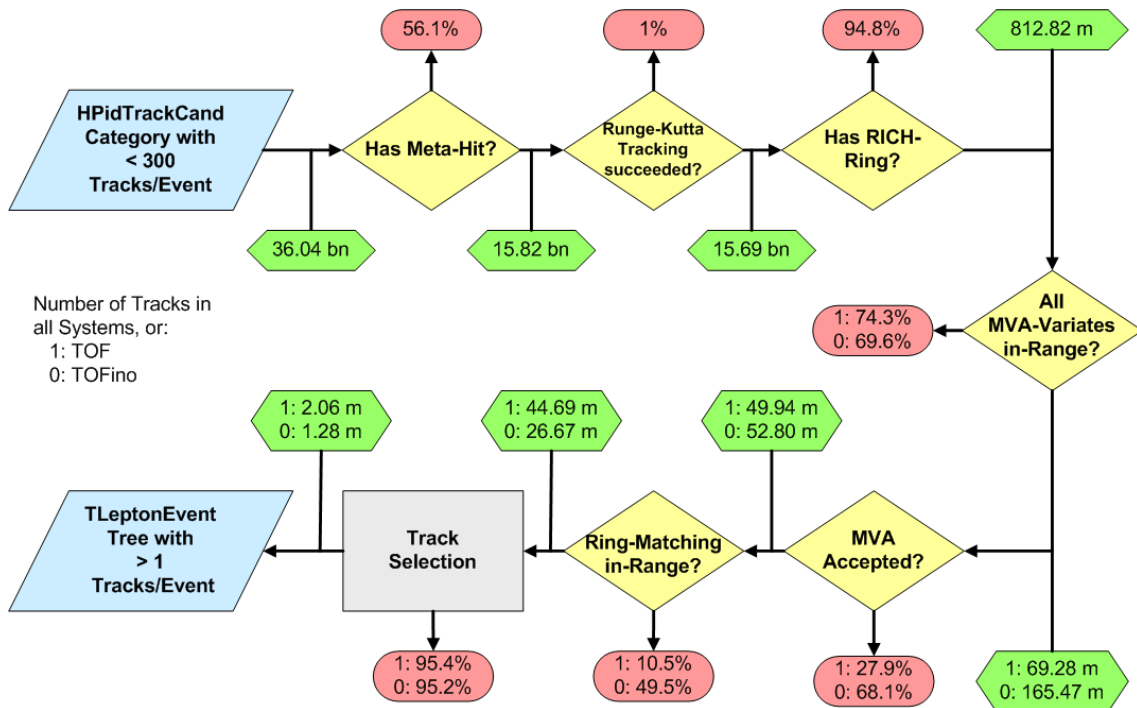 56.1%
1%
94.8%
812.82 m
HPidTrackCand
Category with
< 300
Tracks/Event
Has Meta-Hit?
Runge-Kutta
Tracking
succeeded?
Has RICH-
Ring?
36.04 bn
15.82 bn
15.69 bn
Number of Tracks in
all Systems, or:
1: TOF
0: TOFino
1: 74.3%
0: 69.6%
All
MVA-Variates
in-Range?
1: 2.06 m
0: 1.28 m
1: 44.69 m
0: 26.67 m
1: 49.94 m
0: 52.80 m
TLeptonEvent
Tree with
> 1
Tracks/Event
Track
Selection
Ring-Matching
in-Range?
MVA
Accepted?
1: 95.4%
0: 95.2%
1: 10.5%
0: 49.5%
1: 27.9%
0: 68.1%
1: 69.28 m
0: 165.47 m